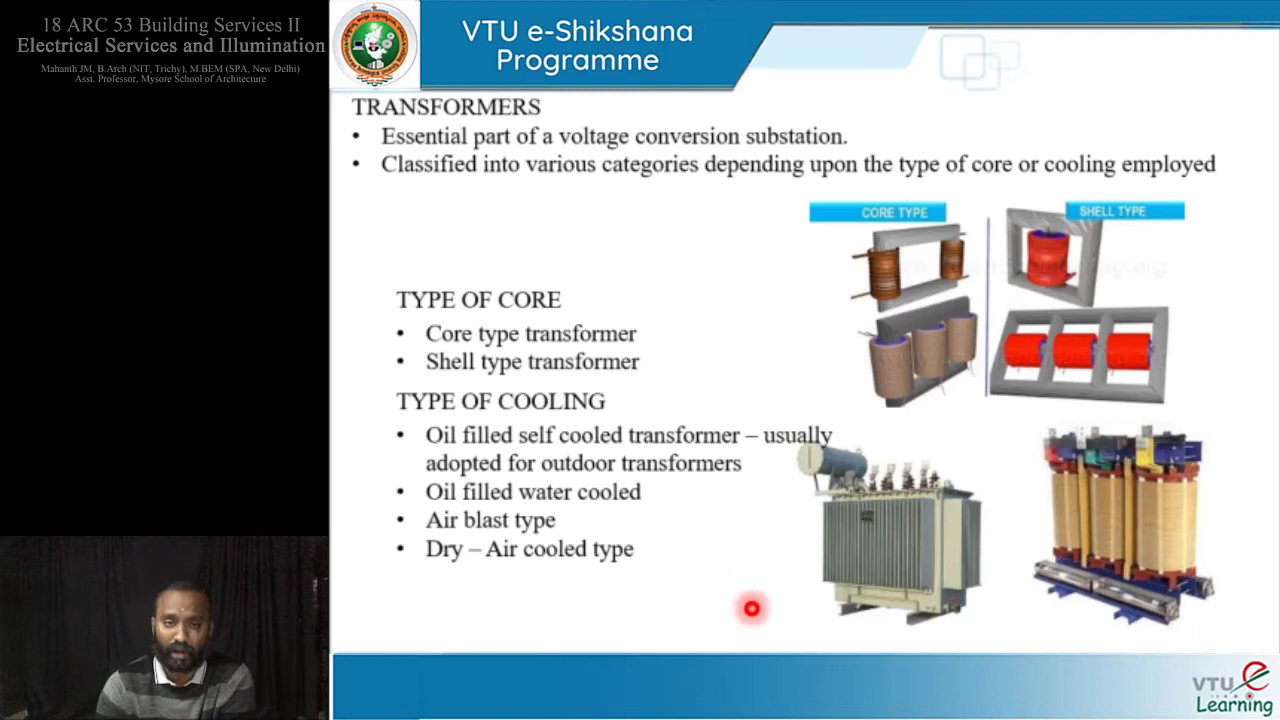 18 ARC 53 Building Services II
Electrical Services and Illumination
Mahanth JM, B.Arch (NIT, Trichy), M.BEM (SPA, New Delhi)
Asst. Professor, Mysore School of Architecture
VTU e-Shikshana
Programme
TRANSFORMERS
• Essential part of a voltage conversion substation.
• Classified into various categories depending upon the type of core or cooling employed
CORE TYPE
SHELL TYPE
TYPE OF CORE
• Core type transformer
• Shell type transformer
TYPE OF COOLING
• Oil filled self cooled transformer – usually
adopted for outdoor transformers
• Oil filled water cooled
• Air blast type
• Dry – Air cooled type
VTU e
Learning